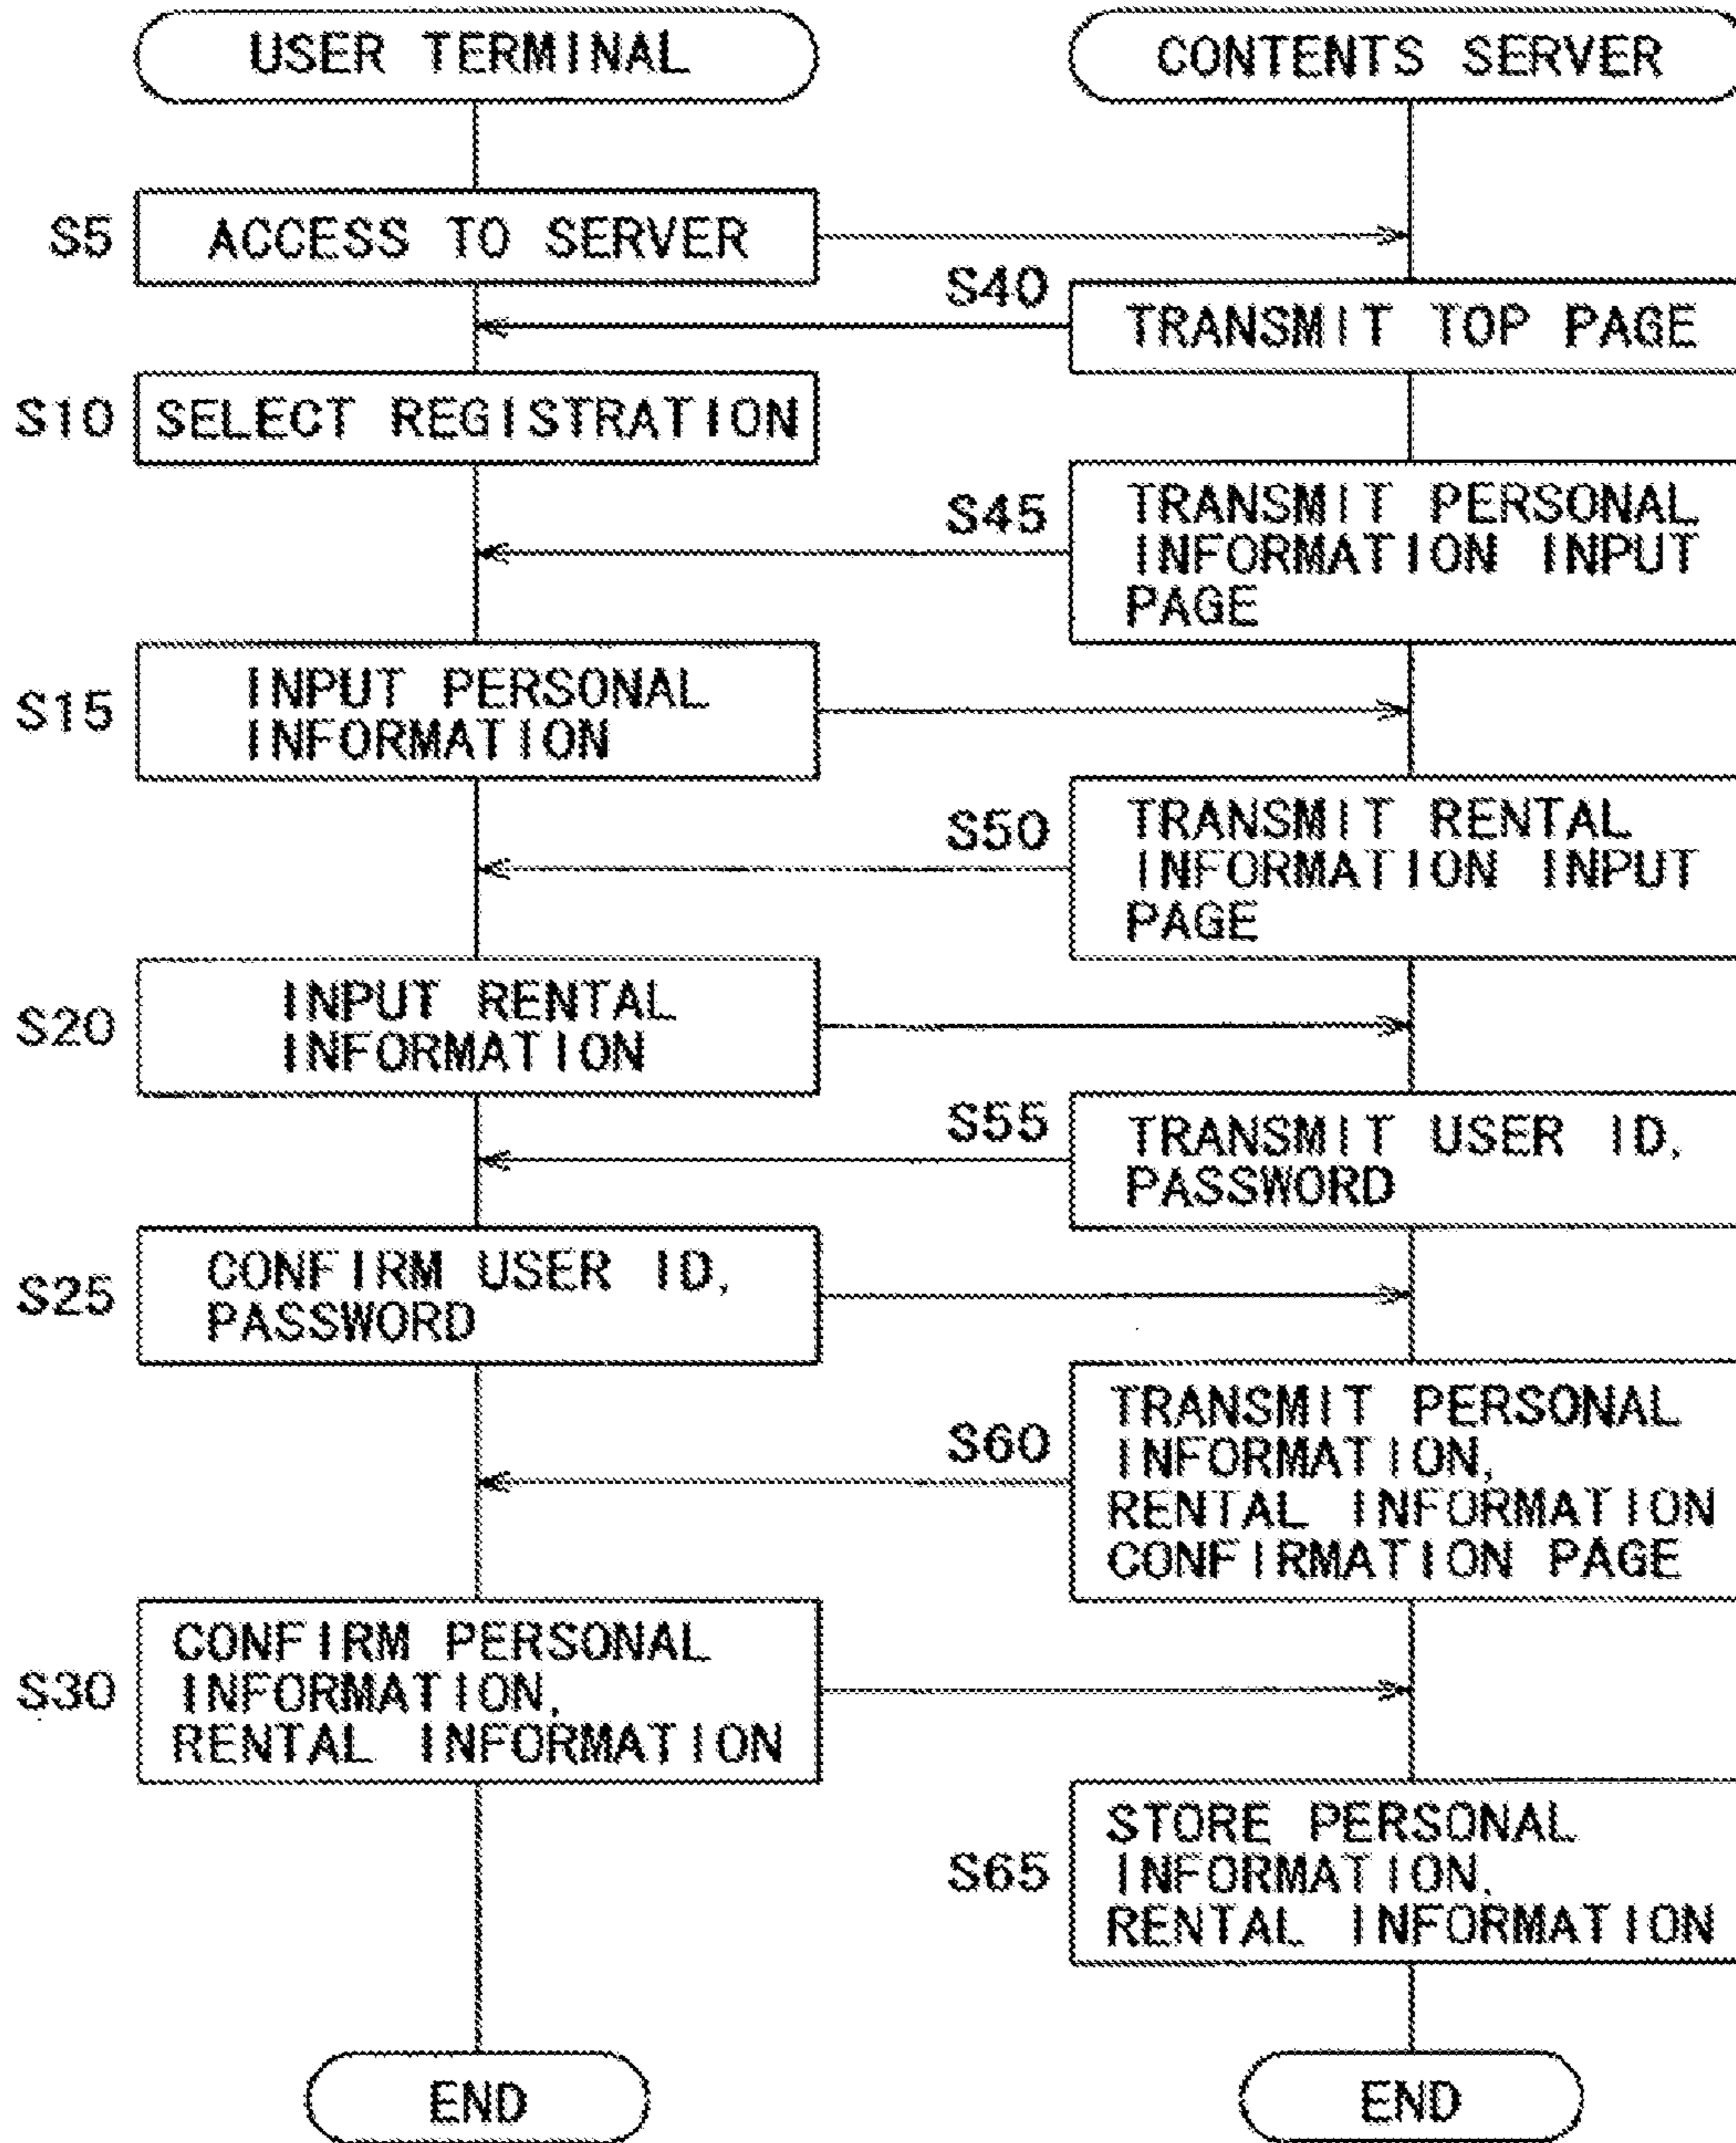 USER TERMINAL
CONTENTS SERVER
S5
ACCESS TO SERVER
S40
TRANSMIT TOP PAGE
S10
SELECT REGISTRATION
S45
TRANSMIT PERSONAL
INFORMATION INPUT
PAGE
S15
INPUT PERSONAL
INFORMATION
S50
TRANSMIT RENTAL
INFORMATION INPUT
PAGE
S20
INPUT RENTAL
INFORMATION
S55
TRANSMIT USER ID,
PASSWORD
S25
CONFIRM USER ID,
PASSWORD
S60
TRANSMIT PERSONAL
INFORMATION,
RENTAL INFORMATION
CONFIRMATION PAGE
S30
CONFIRM PERSONAL
INFORMATION,
RENTAL INFORMATION
S65
STORE PERSONAL
INFORMATION,
RENTAL INFORMATION
END
END